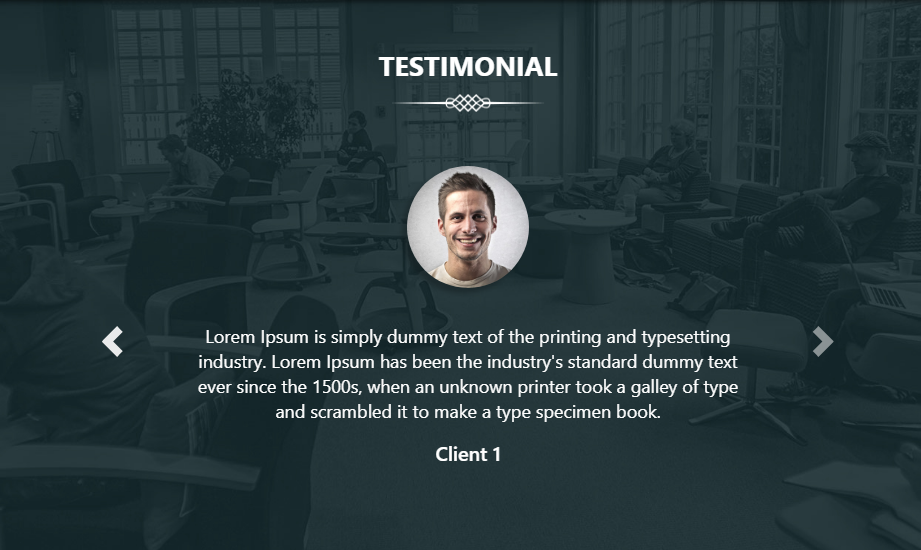 TESTIMONIAL
Lorem Ipsum is simply dummy text of the printing and typesetting
industry. Lorem Ipsum has been the industry's standard dummy text
ever since the 1500s, when an unknown printer took a galley of type
and scrambled it to make a type specimen book.
Client 1